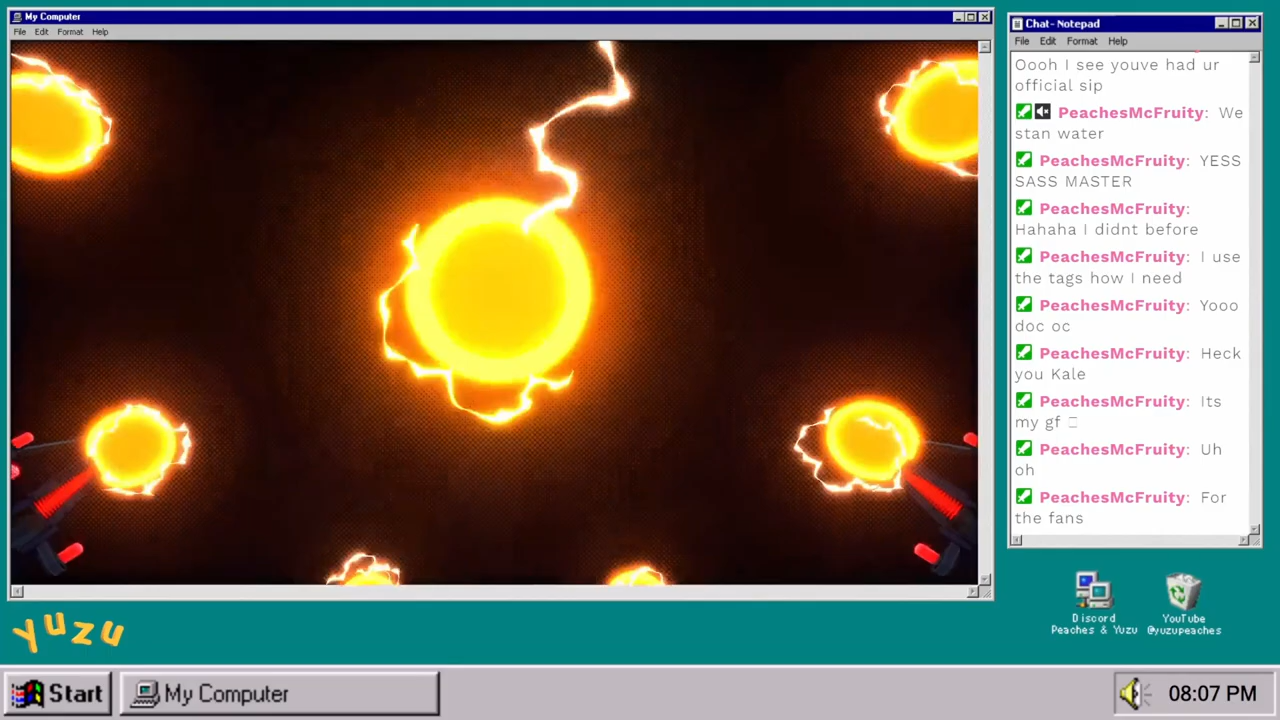 My Computer
File Edit Format Help
Chat- Notepad
File Edit Format Help
Oooh I see youve had ur
official sip
PeachesMcFruity: We
stan water
PeachesMcFruity: YESS
SASS MASTER
PeachesMcFruity:
Hahaha I didnt before
PeachesMcFruity: I use
the tags how I need
PeachesMcFruity: Yooo
doc oc
PeachesMcFruity: Heck
you Kale
PeachesMcFruity: Its
my gf
PeachesMcFruity: Uh
oh
PeachesMcFruity: For
the fans
Discord
Peaches & Yuzu
YouTube
@yuzupeaches
yuzu
Start
My Computer
08:07 PM